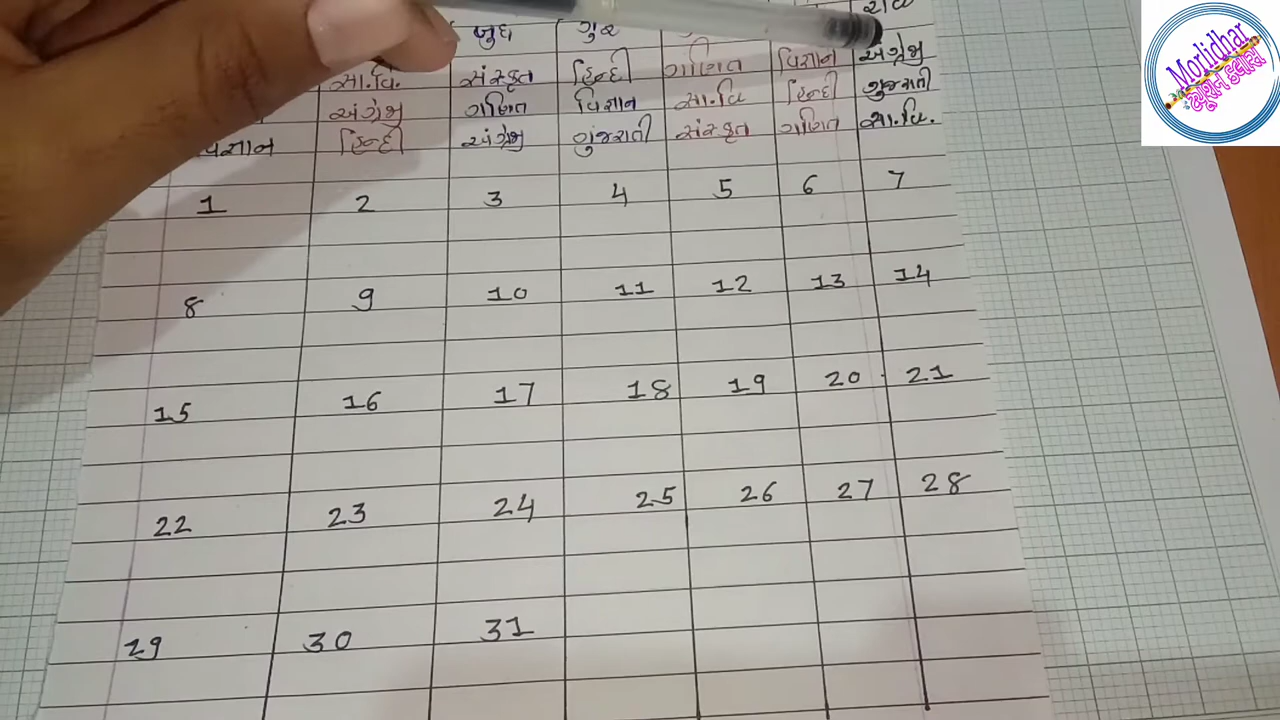 રવિ
બુધ ગુરુ
સા.વિ. સંસ્કૃત હિન્દી ગણિત વિજ્ઞાન અંગ્રેજી
અંગ્રેજી ગણિત વિજ્ઞાન સા.વિ હિન્દી ગુજરાતી
હિન્દી અંગ્રેજી ગુજરાતી સંસ્કૃત ગણિત સા.વિ.
1 2 3 4 5 6 7
8 9 10 11 12 13 14
15 16 17 18 19 20 21
22 23 24 25 26 27 28
29 30 31
Morlidhar
ટ્યુશન કલાસ